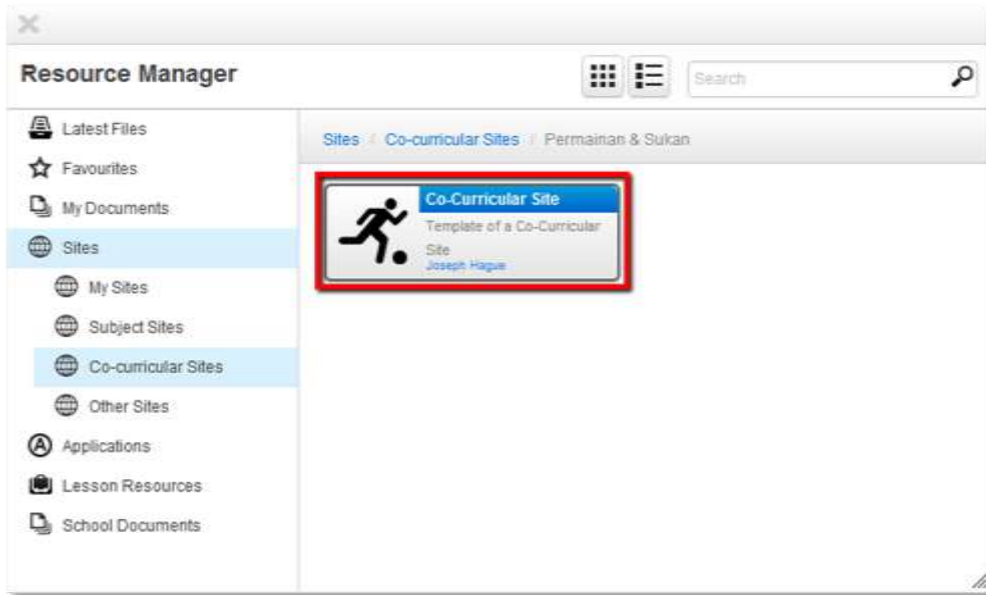 Resource Manager
Search
Latest Files
Favourites
My Documents
Sites
My Sites
Subject Sites
Co-curricular Sites
Other Sites
Applications
Lesson Resources
School Documents
Sites / Co-curricular Sites / Permainan & Sukan
Co-Curricular Site
Template of a Co-Curricular
Site
Joseph Hague